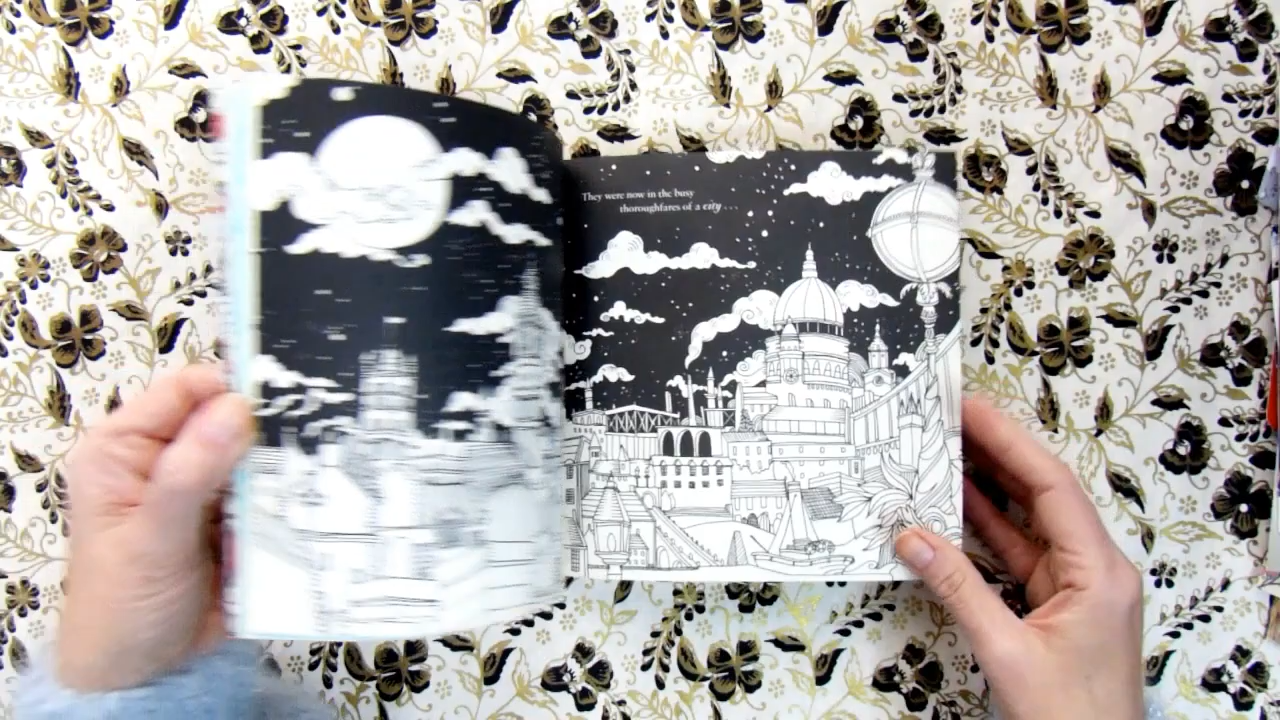 They were now in the busy
thoroughfares of a city . . .